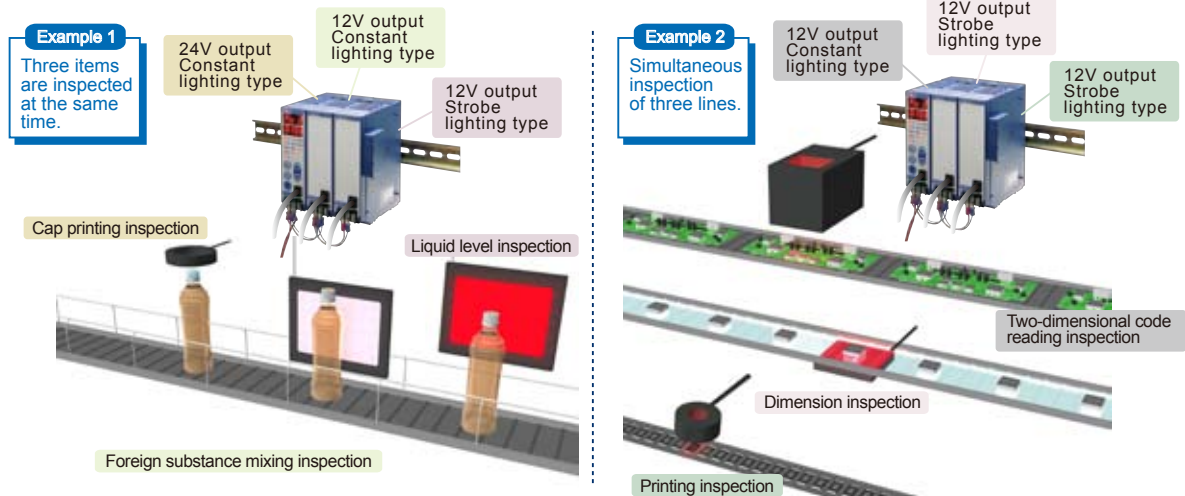 Example 1
Three items
are inspected
at the same
time.
24V output
Constant
lighting type
12V output
Constant
lighting type
12V output
Strobe
lighting type
Cap printing inspection
Liquid level inspection
Foreign substance mixing inspection
Example 2
Simultaneous
inspection
of three lines.
12V output
Constant
lighting type
12V output
Strobe
lighting type
12V output
Strobe
lighting type
Two-dimensional code
reading inspection
Dimension inspection
Printing inspection